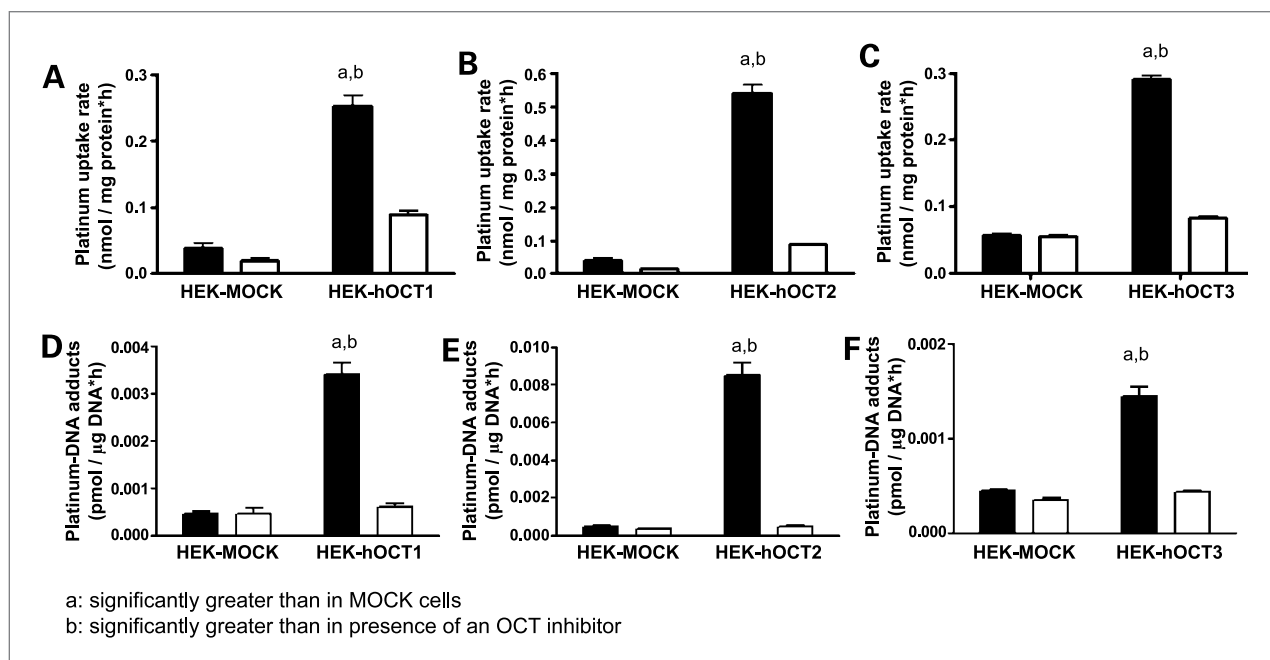 A
Platinum uptake rate
(nmol / mg protein*h)
0.3
0.2
0.1
0.0
a,b
HEK-MOCK
HEK-hOCT1
B
Platinum uptake rate
(nmol / mg protein*h)
0.6
0.5
0.4
0.3
0.2
0.1
0.0
a,b
HEK-MOCK
HEK-hOCT2
C
Platinum uptake rate
(nmol / mg protein*h)
0.3
0.2
0.1
0.0
a,b
HEK-MOCK
HEK-hOCT3
D
Platinum-DNA adducts
(pmol / µg DNA*h)
0.004
0.003
0.002
0.001
0.000
a,b
HEK-MOCK
HEK-hOCT1
E
Platinum-DNA adducts
(pmol / µg DNA*h)
0.010
0.008
0.006
0.004
0.002
0.000
a,b
HEK-MOCK
HEK-hOCT2
F
Platinum-DNA adducts
(pmol / µg DNA*h)
0.002
0.001
0.000
a,b
HEK-MOCK
HEK-hOCT3
a: significantly greater than in MOCK cells
b: significantly greater than in presence of an OCT inhibitor